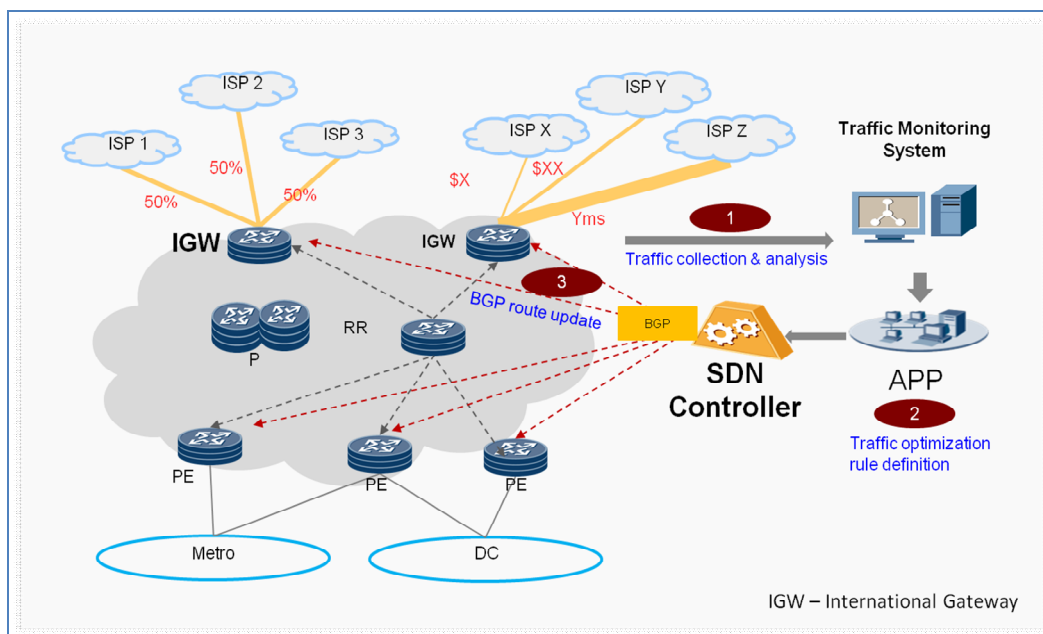 ISP 2
ISP 1
ISP 3
50%
50%
50%
ISP Y
ISP X
ISP Z
$X
$XX
Yms
Traffic Monitoring
System
IGW
IGW
1
Traffic collection & analysis
3
BGP route update
RR
P
BGP
SDN
Controller
APP
2
Traffic optimization
rule definition
PE
PE
PE
Metro
DC
IGW – International Gateway